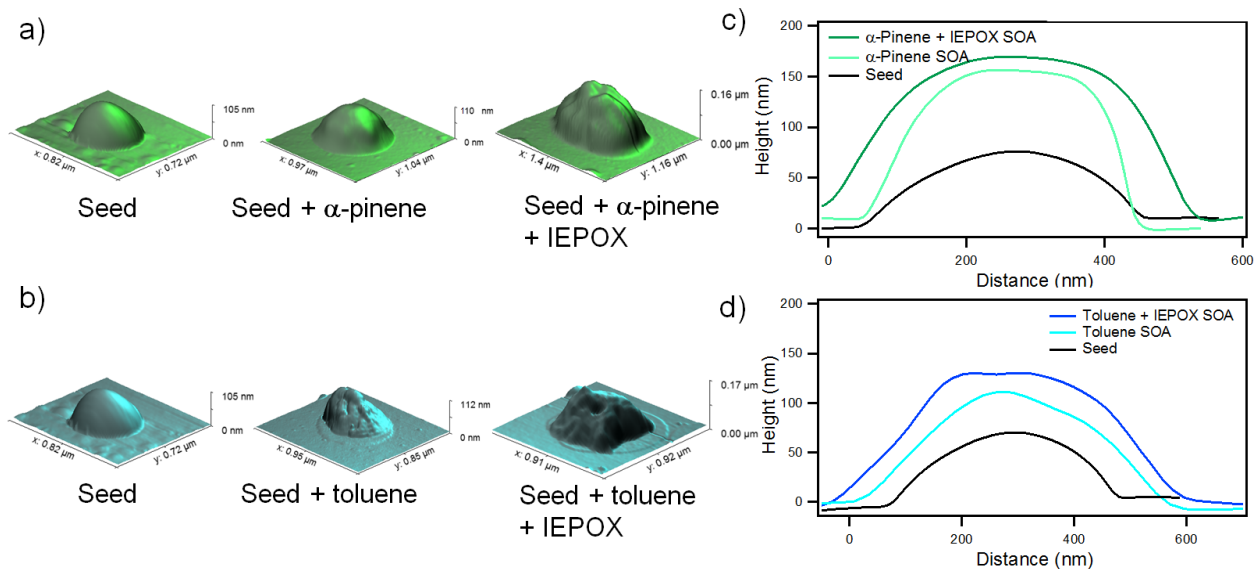 a)
105 nm
0 nm
x: 0.82 µm
y: 0.72 µm
Seed
110 nm
0 nm
x: 0.97 µm
y: 1.04 µm
Seed + α-pinene
0.16 µm
0.00 µm
x: 1.4 µm
y: 1.16 µm
Seed + α-pinene
+ IEPOX
b)
105 nm
0 nm
x: 0.82 µm
y: 0.72 µm
Seed
112 nm
0 nm
x: 0.95 µm
y: 0.85 µm
Seed + toluene
0.17 µm
0.00 µm
x: 0.91 µm
y: 0.92 µm
Seed + toluene
+ IEPOX
c)
α-Pinene + IEPOX SOA
α-Pinene SOA
Seed
Height (nm)
200
150
100
50
0
0 200 400 600
Distance (nm)
d)
Toluene + IEPOX SOA
Toluene SOA
Seed
Height (nm)
200
150
100
50
0
0 200 400 600
Distance (nm)